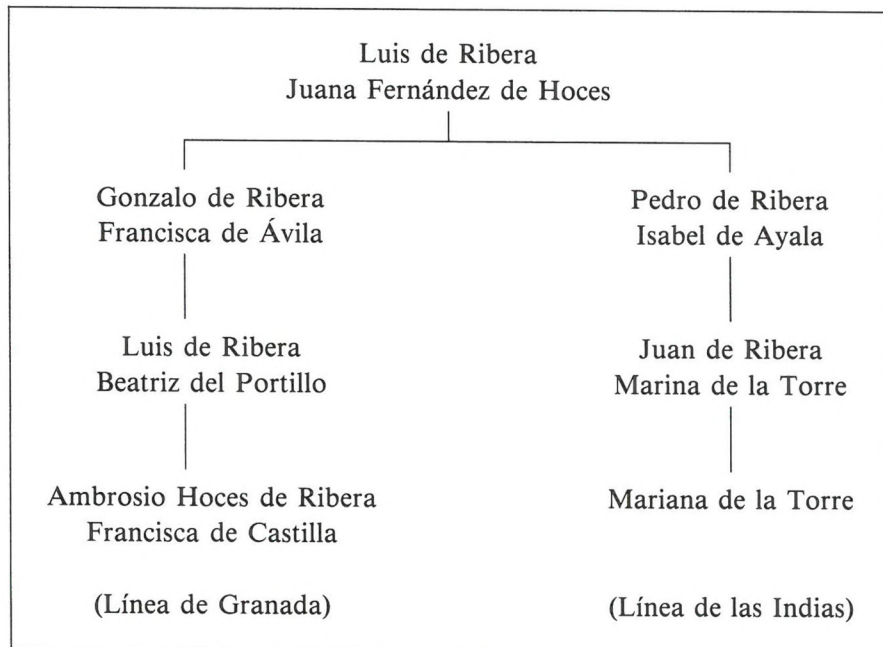 Luis de Ribera
Juana Fernández de Hoces
Gonzalo de Ribera
Francisca de Ávila
Pedro de Ribera
Isabel de Ayala
Luis de Ribera
Beatriz del Portillo
Juan de Ribera
Marina de la Torre
Ambrosio Hoces de Ribera
Francisca de Castilla
Mariana de la Torre
(Línea de Granada)
(Línea de las Indias)